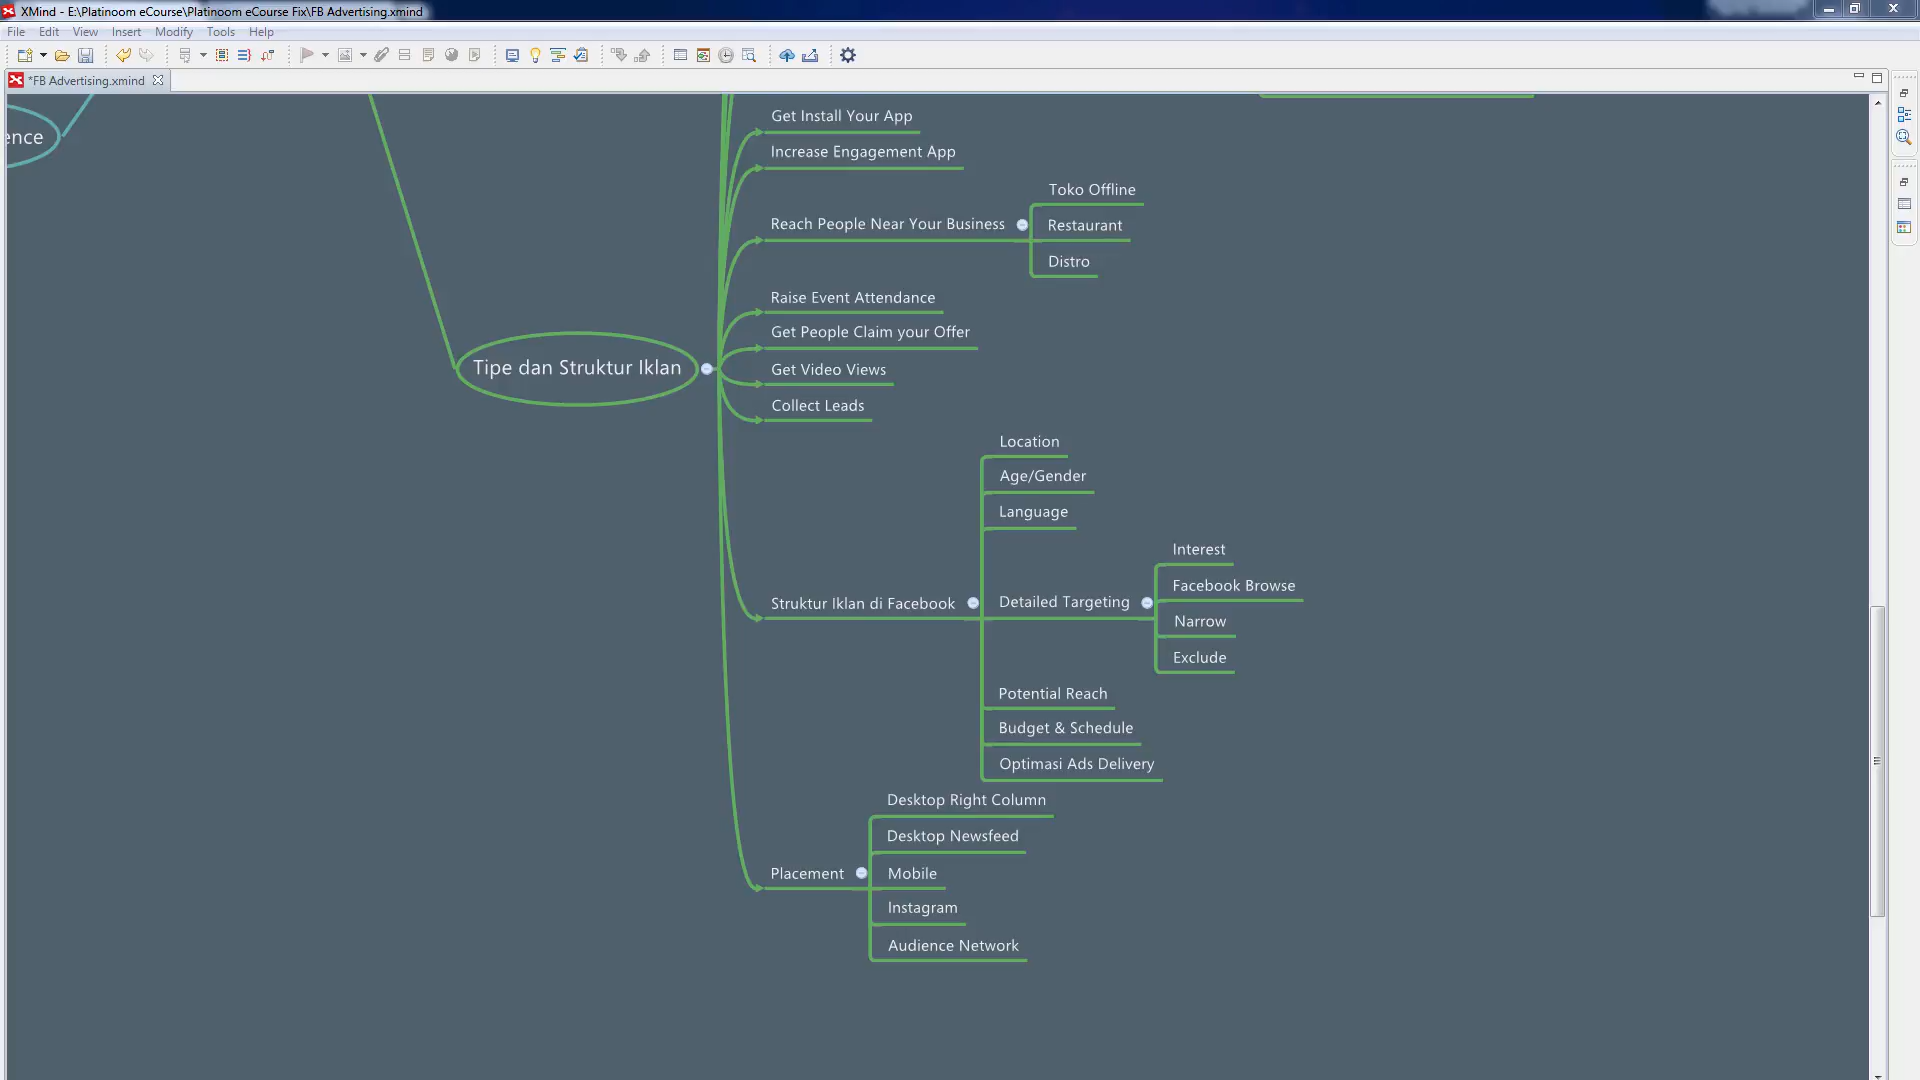 XMind - E:\Platinoom eCourse\Platinoom eCourse Fix\FB Advertising.xmind
File Edit View Insert Modify Tools Help
*FB Advertising.xmind
ence
Get Install Your App
Increase Engagement App
Reach People Near Your Business
Toko Offline
Restaurant
Distro
Raise Event Attendance
Get People Claim your Offer
Get Video Views
Collect Leads
Tipe dan Struktur Iklan
Struktur Iklan di Facebook
Location
Age/Gender
Language
Detailed Targeting
Interest
Facebook Browse
Narrow
Exclude
Potential Reach
Budget & Schedule
Optimasi Ads Delivery
Placement
Desktop Right Column
Desktop Newsfeed
Mobile
Instagram
Audience Network